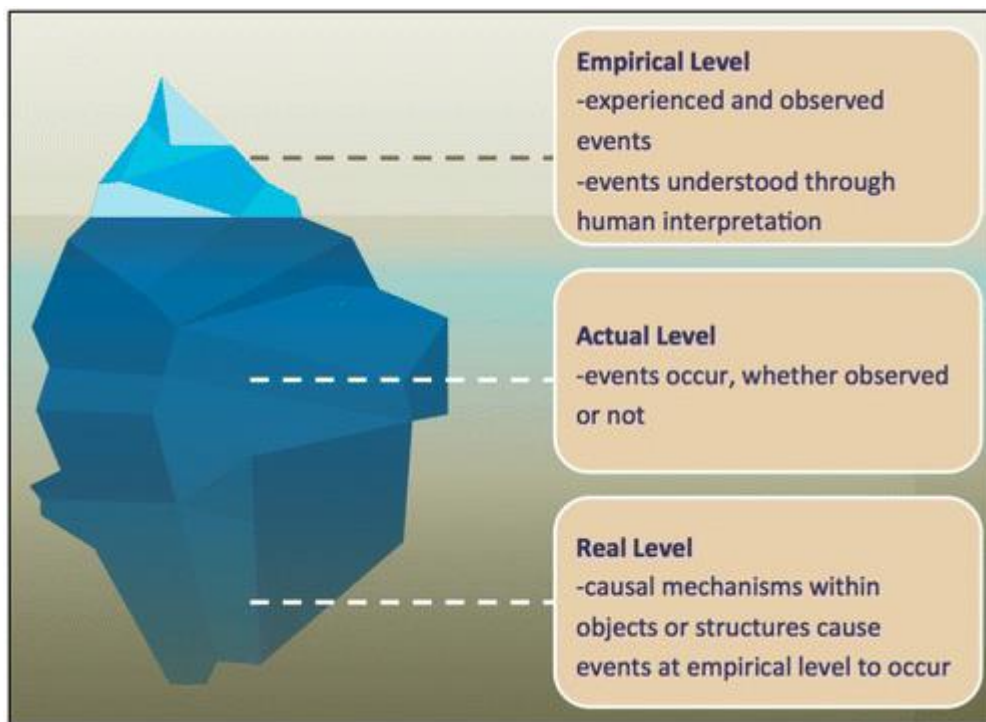 Empirical Level
-experienced and observed
events
-events understood through
human interpretation
Actual Level
-events occur, whether observed
or not
Real Level
-causal mechanisms within
objects or structures cause
events at empirical level to occur